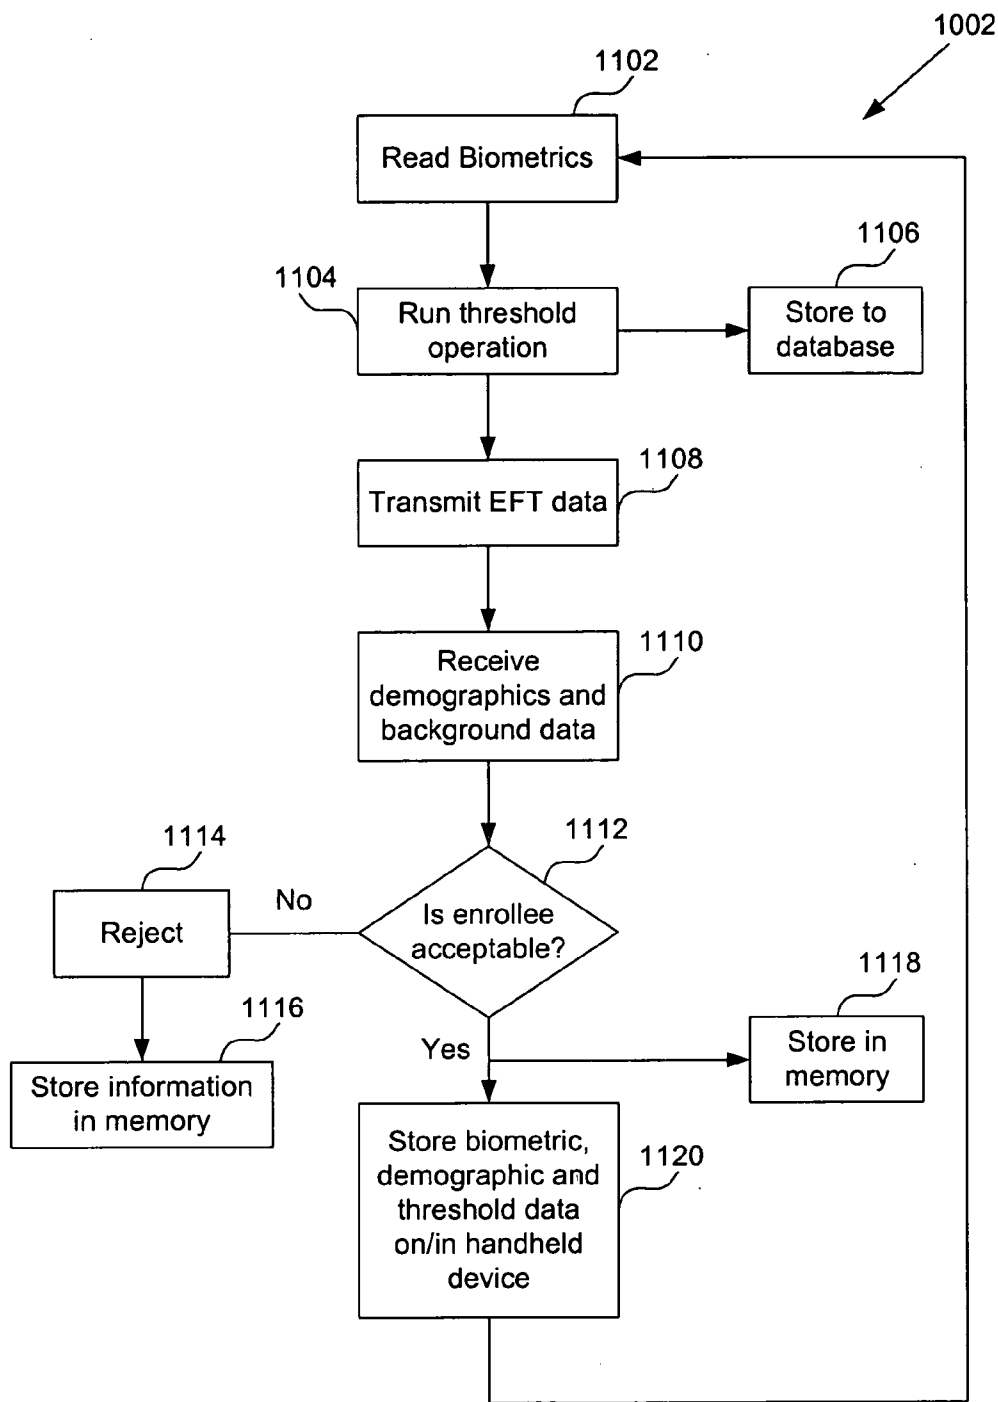 1002
1102
Read Biometrics
1104
Run threshold
operation
1106
Store to
database
1108
Transmit EFT data
1110
Receive
demographics and
background data
1112
Is enrollee
acceptable?
No
1114
Reject
1116
Store information
in memory
Yes
1118
Store in
memory
1120
Store biometric,
demographic and
threshold data
on/in handheld
device